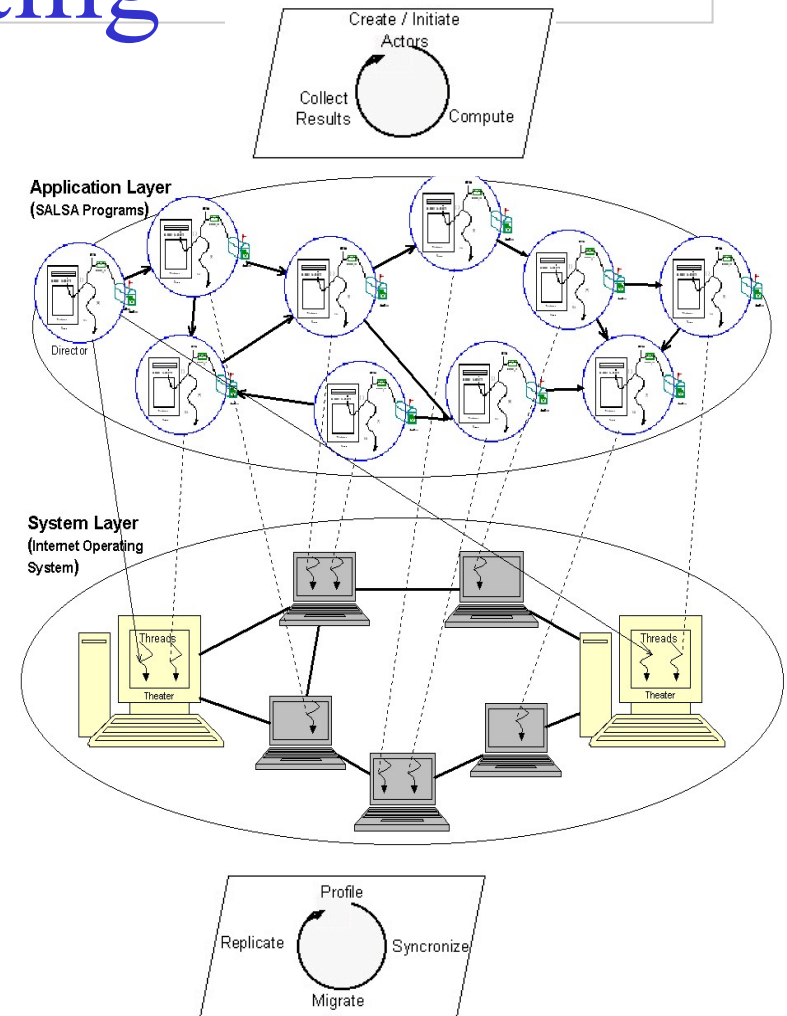 Create / Initiate
Actors
Collect
Results
Compute
Application Layer
(SALSA Programs)
Director
System Layer
(Internet Operating
System)
Threads
Theater
Threads
Theater
Profile
Replicate
Syncronize
Migrate